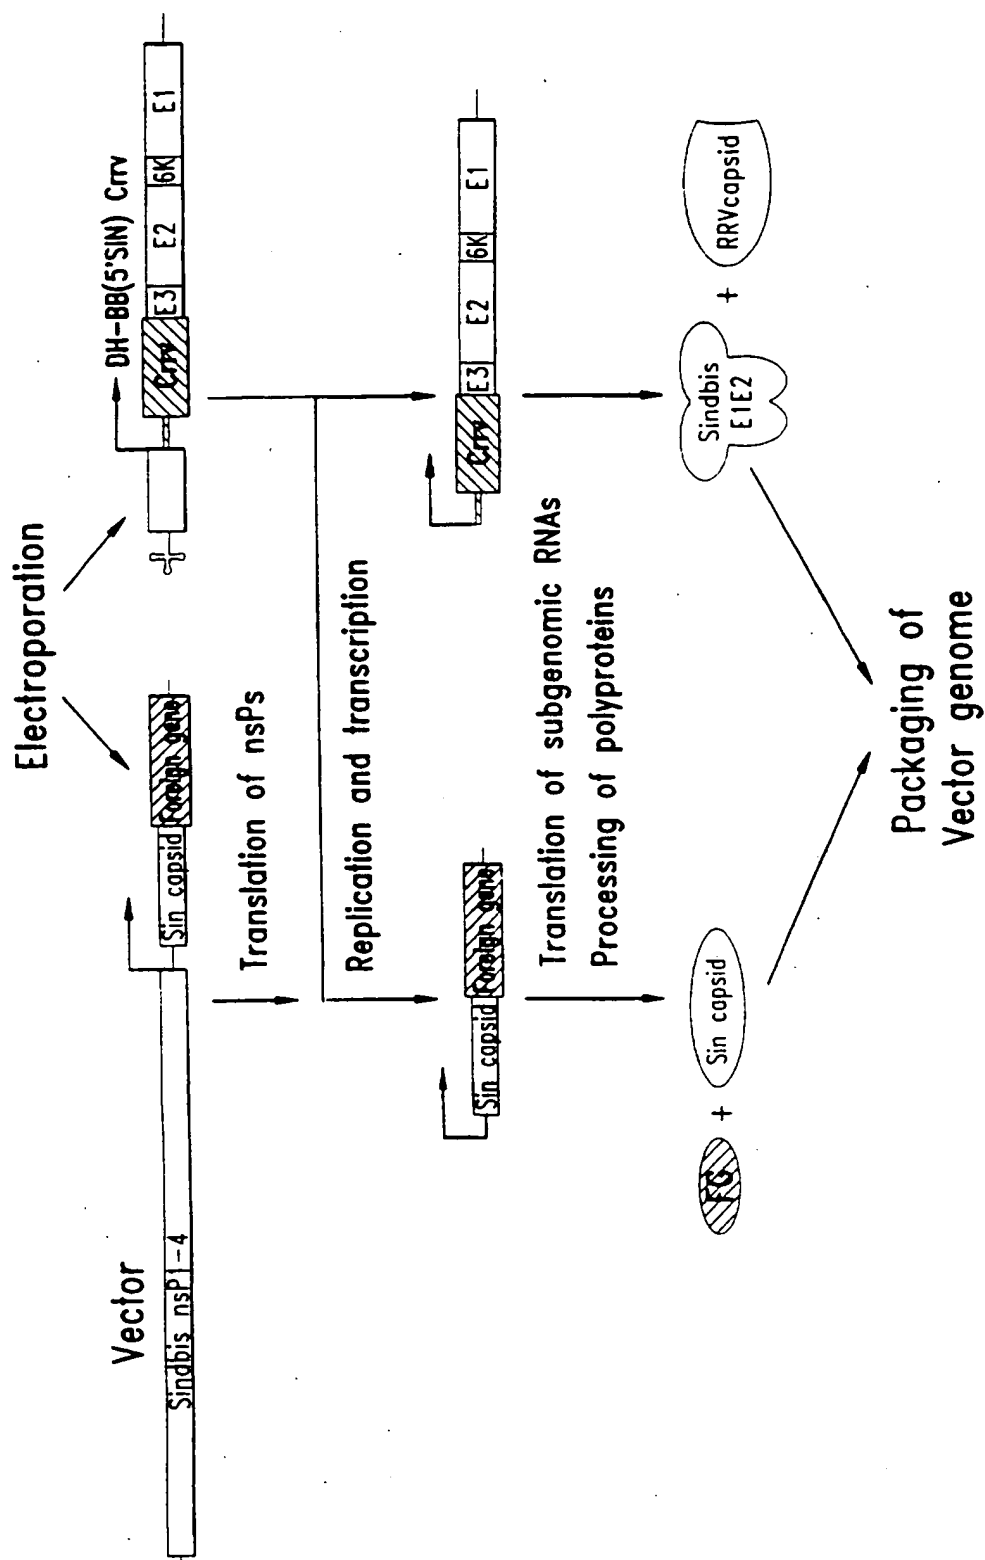 Electroporation
Vector
DH-BB(5'SIN) Crrv
Sindbis nsP1-4
Sin capsid
Foreign gene
Crrv
E3
E2
6K
E1
Translation of nsPs
Replication and transcription
Sin capsid
Foreign gene
Crrv
E3
E2
6K
E1
Translation of subgenomic RNAs
Processing of polyproteins
FG
+
Sin capsid
Sindbis
E1E2
+
RRVcapsid
Packaging of
Vector genome